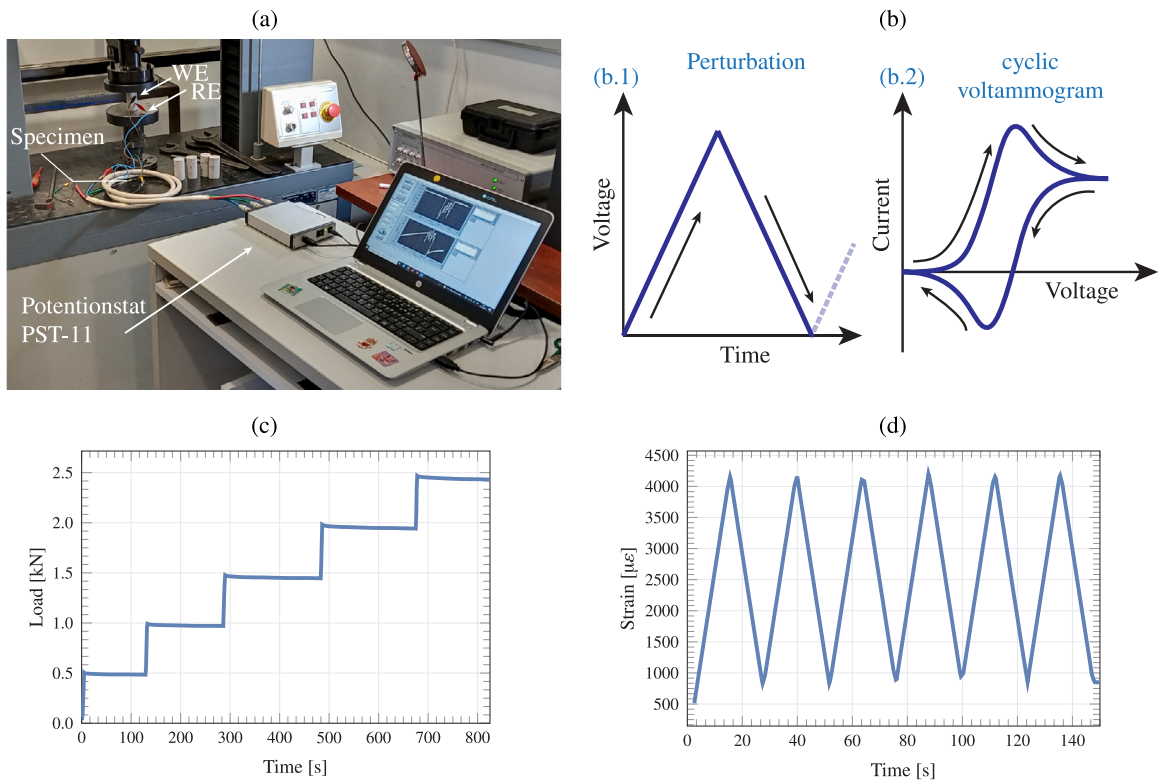 (a)
WE
RE
Specimen
Potentionstat
PST-11
(b)
(b.1)
Perturbation
Voltage
Time
(b.2)
cyclic
voltammogram
Current
Voltage
(c)
2.5
2.0
1.5
1.0
0.5
0.0
Load [kN]
0 100 200 300 400 500 600 700 800
Time [s]
(d)
4500
4000
3500
3000
2500
2000
1500
1000
500
Strain [με]
0 20 40 60 80 100 120 140
Time [s]